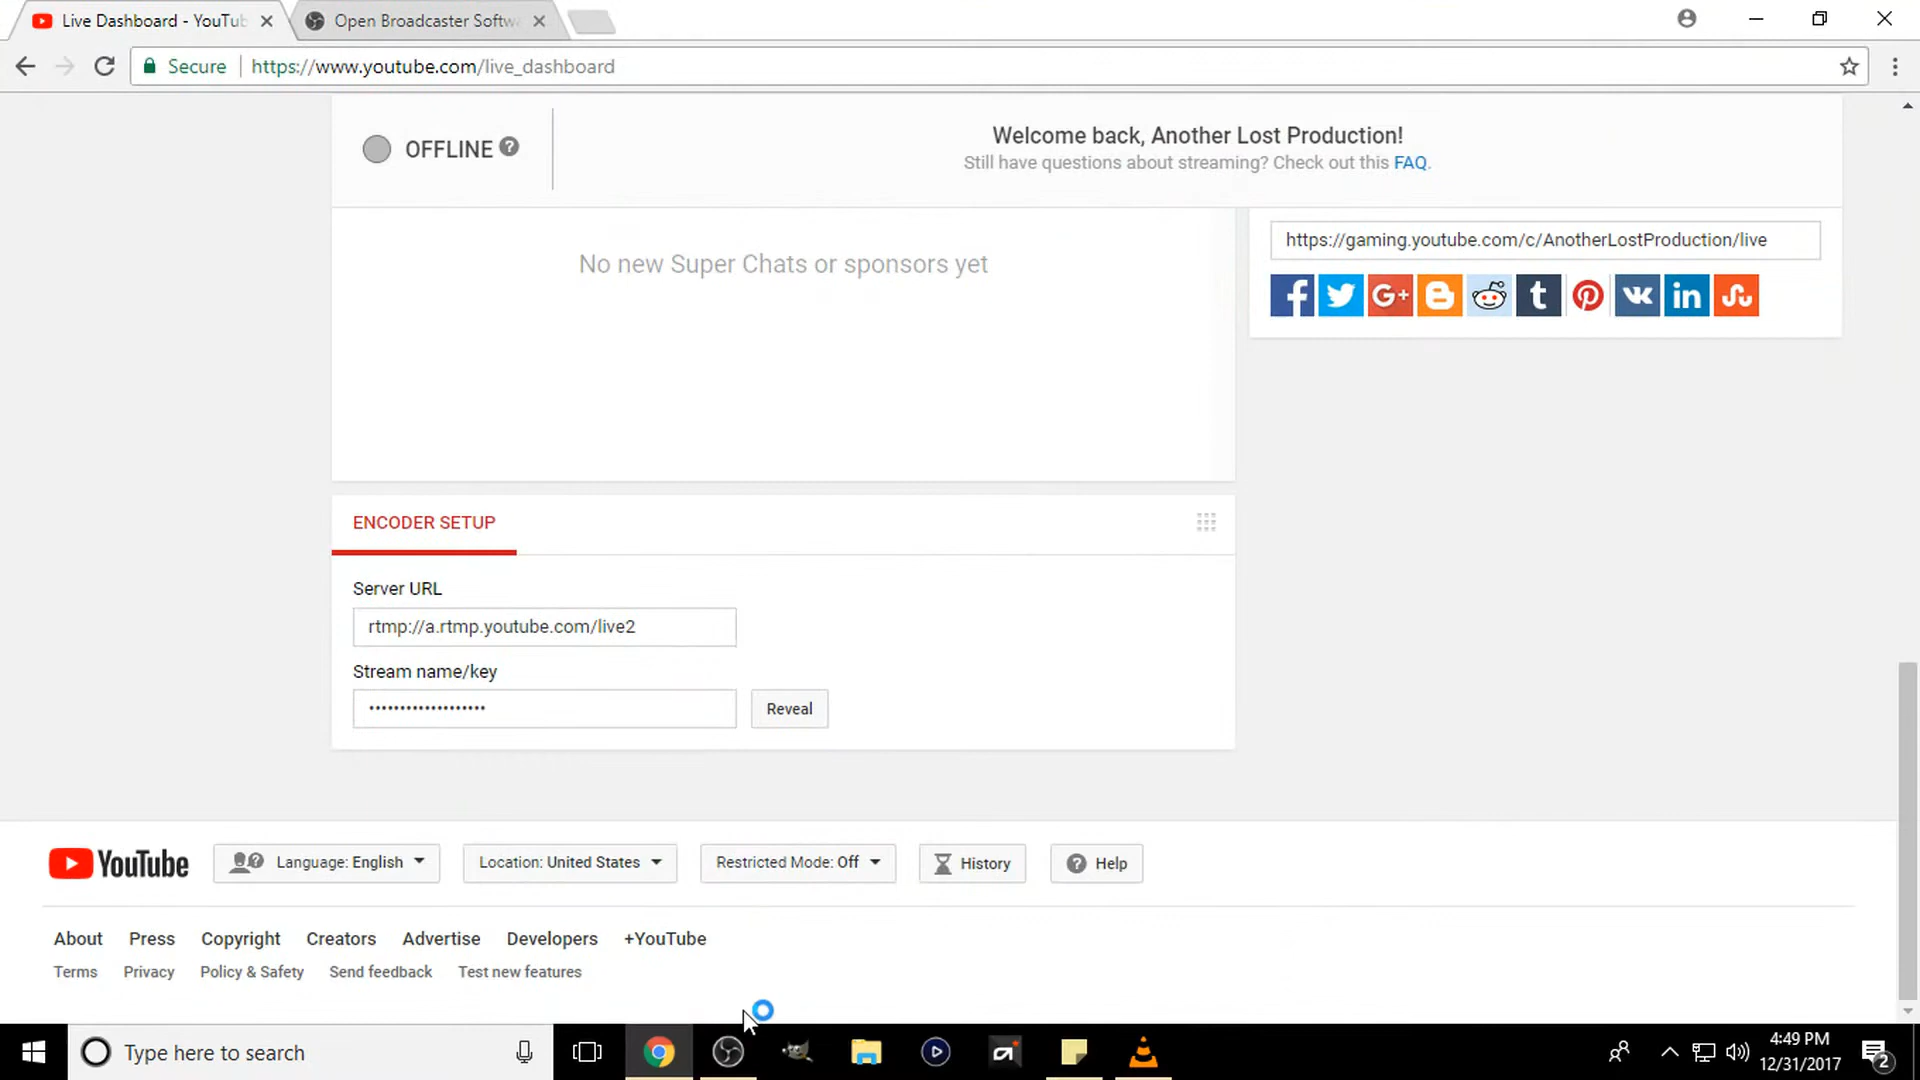 Live Dashboard - YouTub
Open Broadcaster Softw
Secure
https://www.youtube.com/live_dashboard
OFFLINE ?
Welcome back, Another Lost Production!
Still have questions about streaming? Check out this FAQ.
https://gaming.youtube.com/c/AnotherLostProduction/live
No new Super Chats or sponsors yet
ENCODER SETUP
Server URL
rtmp://a.rtmp.youtube.com/live2
Stream name/key
•••••••••••••••••••
Reveal
YouTube
Language: English
Location: United States
Restricted Mode: Off
History
Help
About Press Copyright Creators Advertise Developers +YouTube
Terms Privacy Policy & Safety Send feedback Test new features
Type here to search
4:49 PM
12/31/2017
2